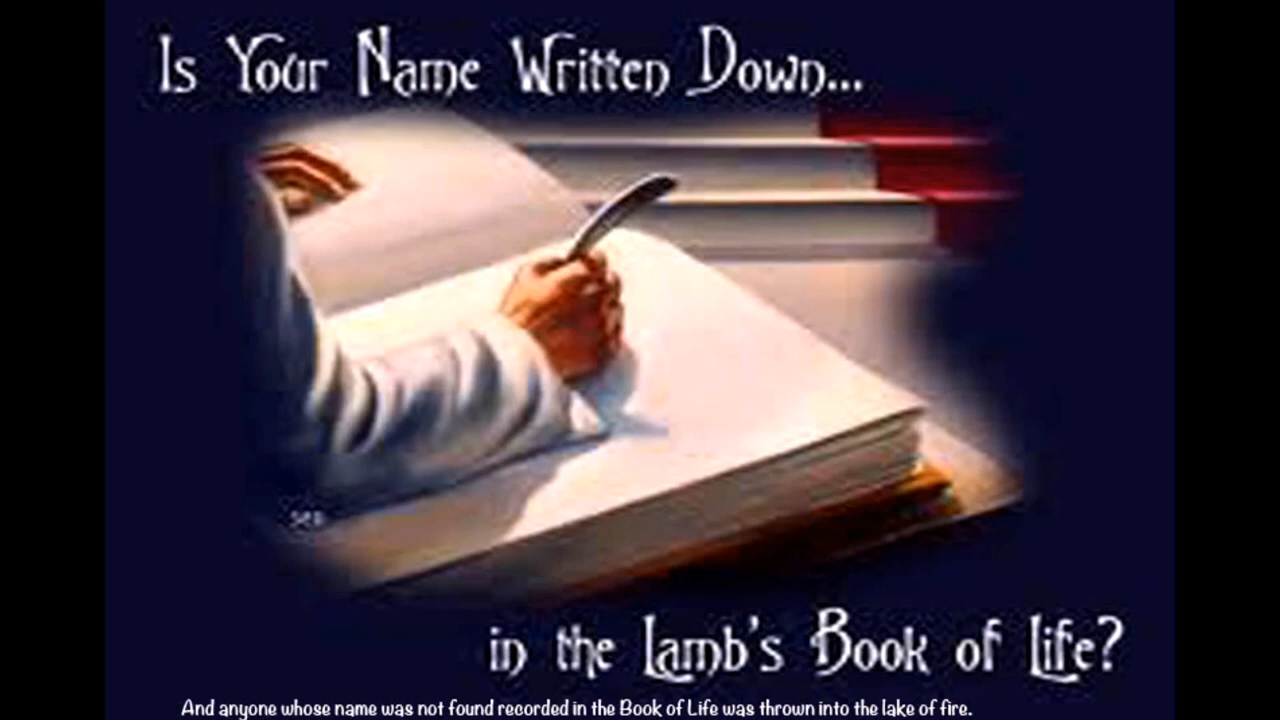 Is Your Name Written Down...
in the Lamb's Book of Life?
And anyone whose name was not found recorded in the Book of Life was thrown into the lake of fire.